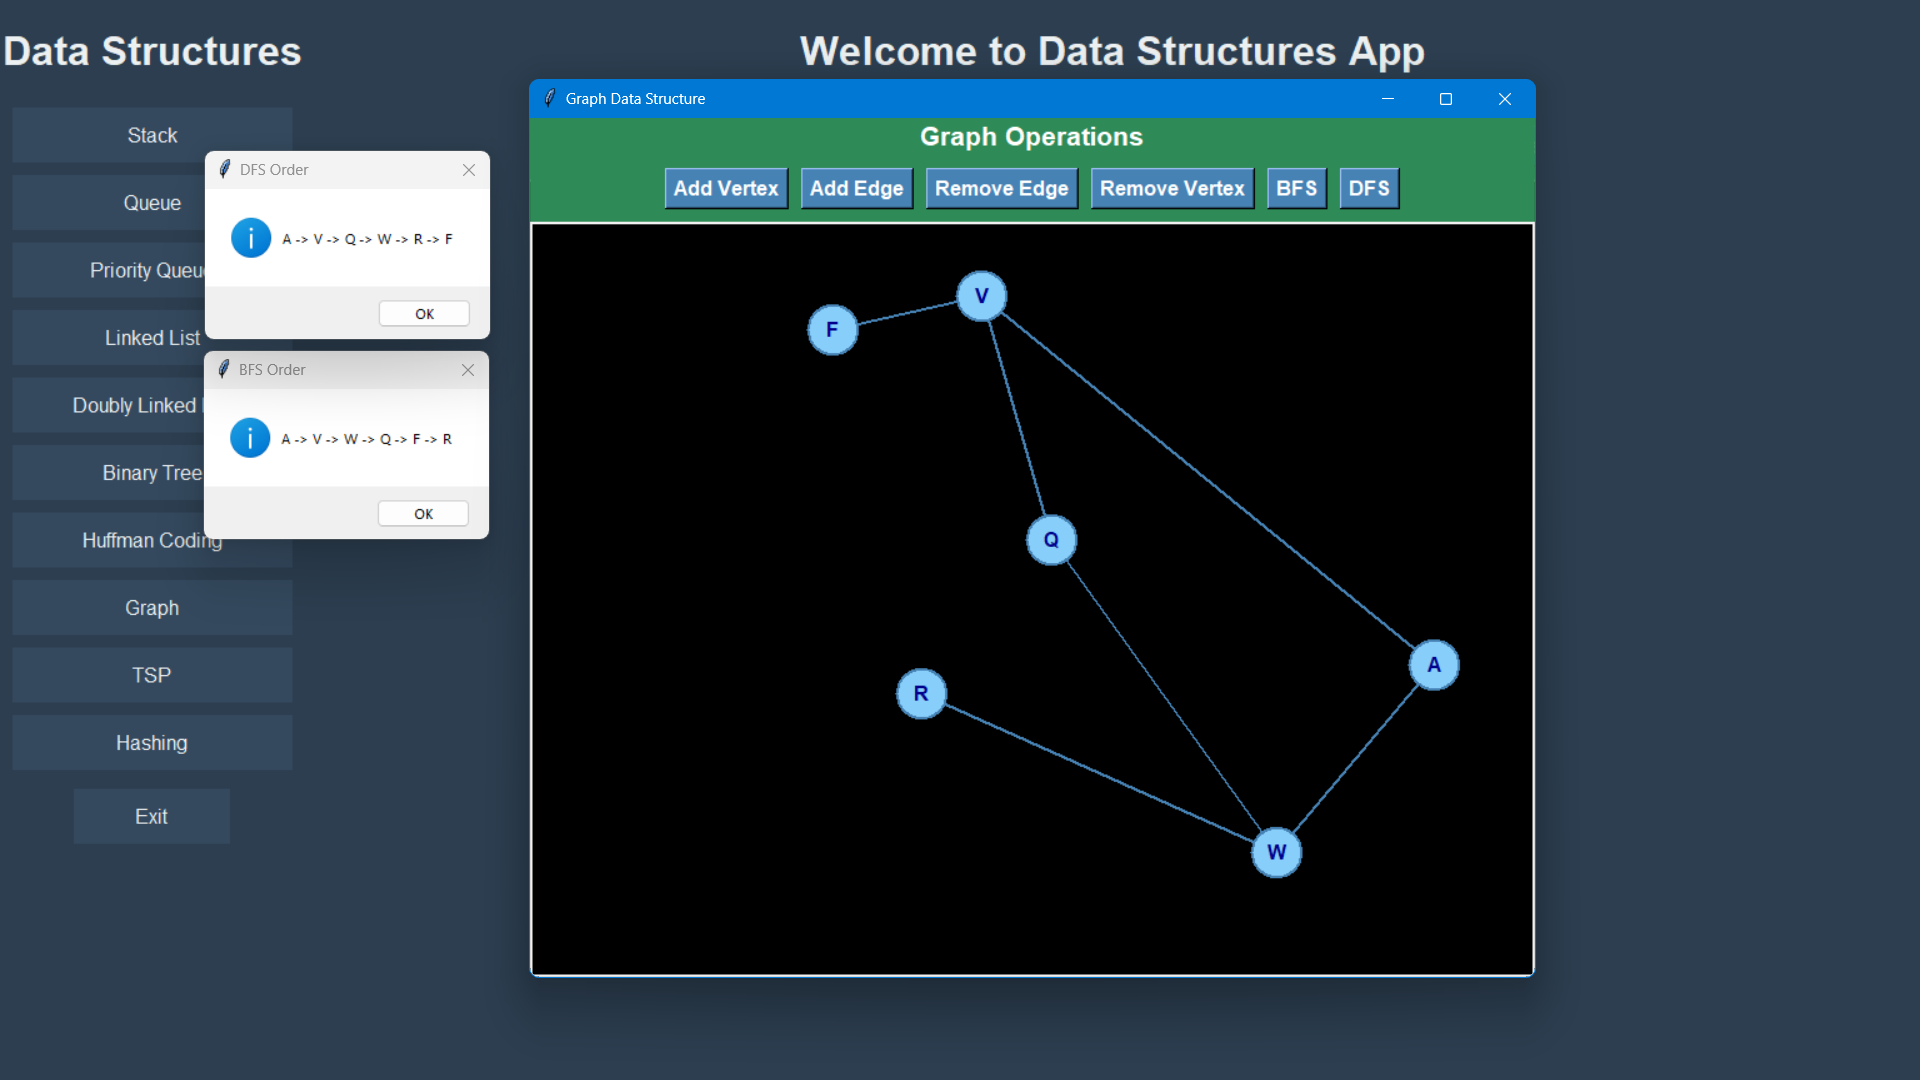 Data Structures
Welcome to Data Structures App
Stack
Queue
Priority Queu
Linked List
Doubly Linked
Binary Tree
Huffman Coding
Graph
TSP
Hashing
Exit
DFS Order
A -> V -> Q -> W -> R -> F
OK
BFS Order
A -> V -> W -> Q -> F -> R
OK
Graph Data Structure
Graph Operations
Add Vertex Add Edge Remove Edge Remove Vertex BFS DFS
V
F
Q
A
R
W